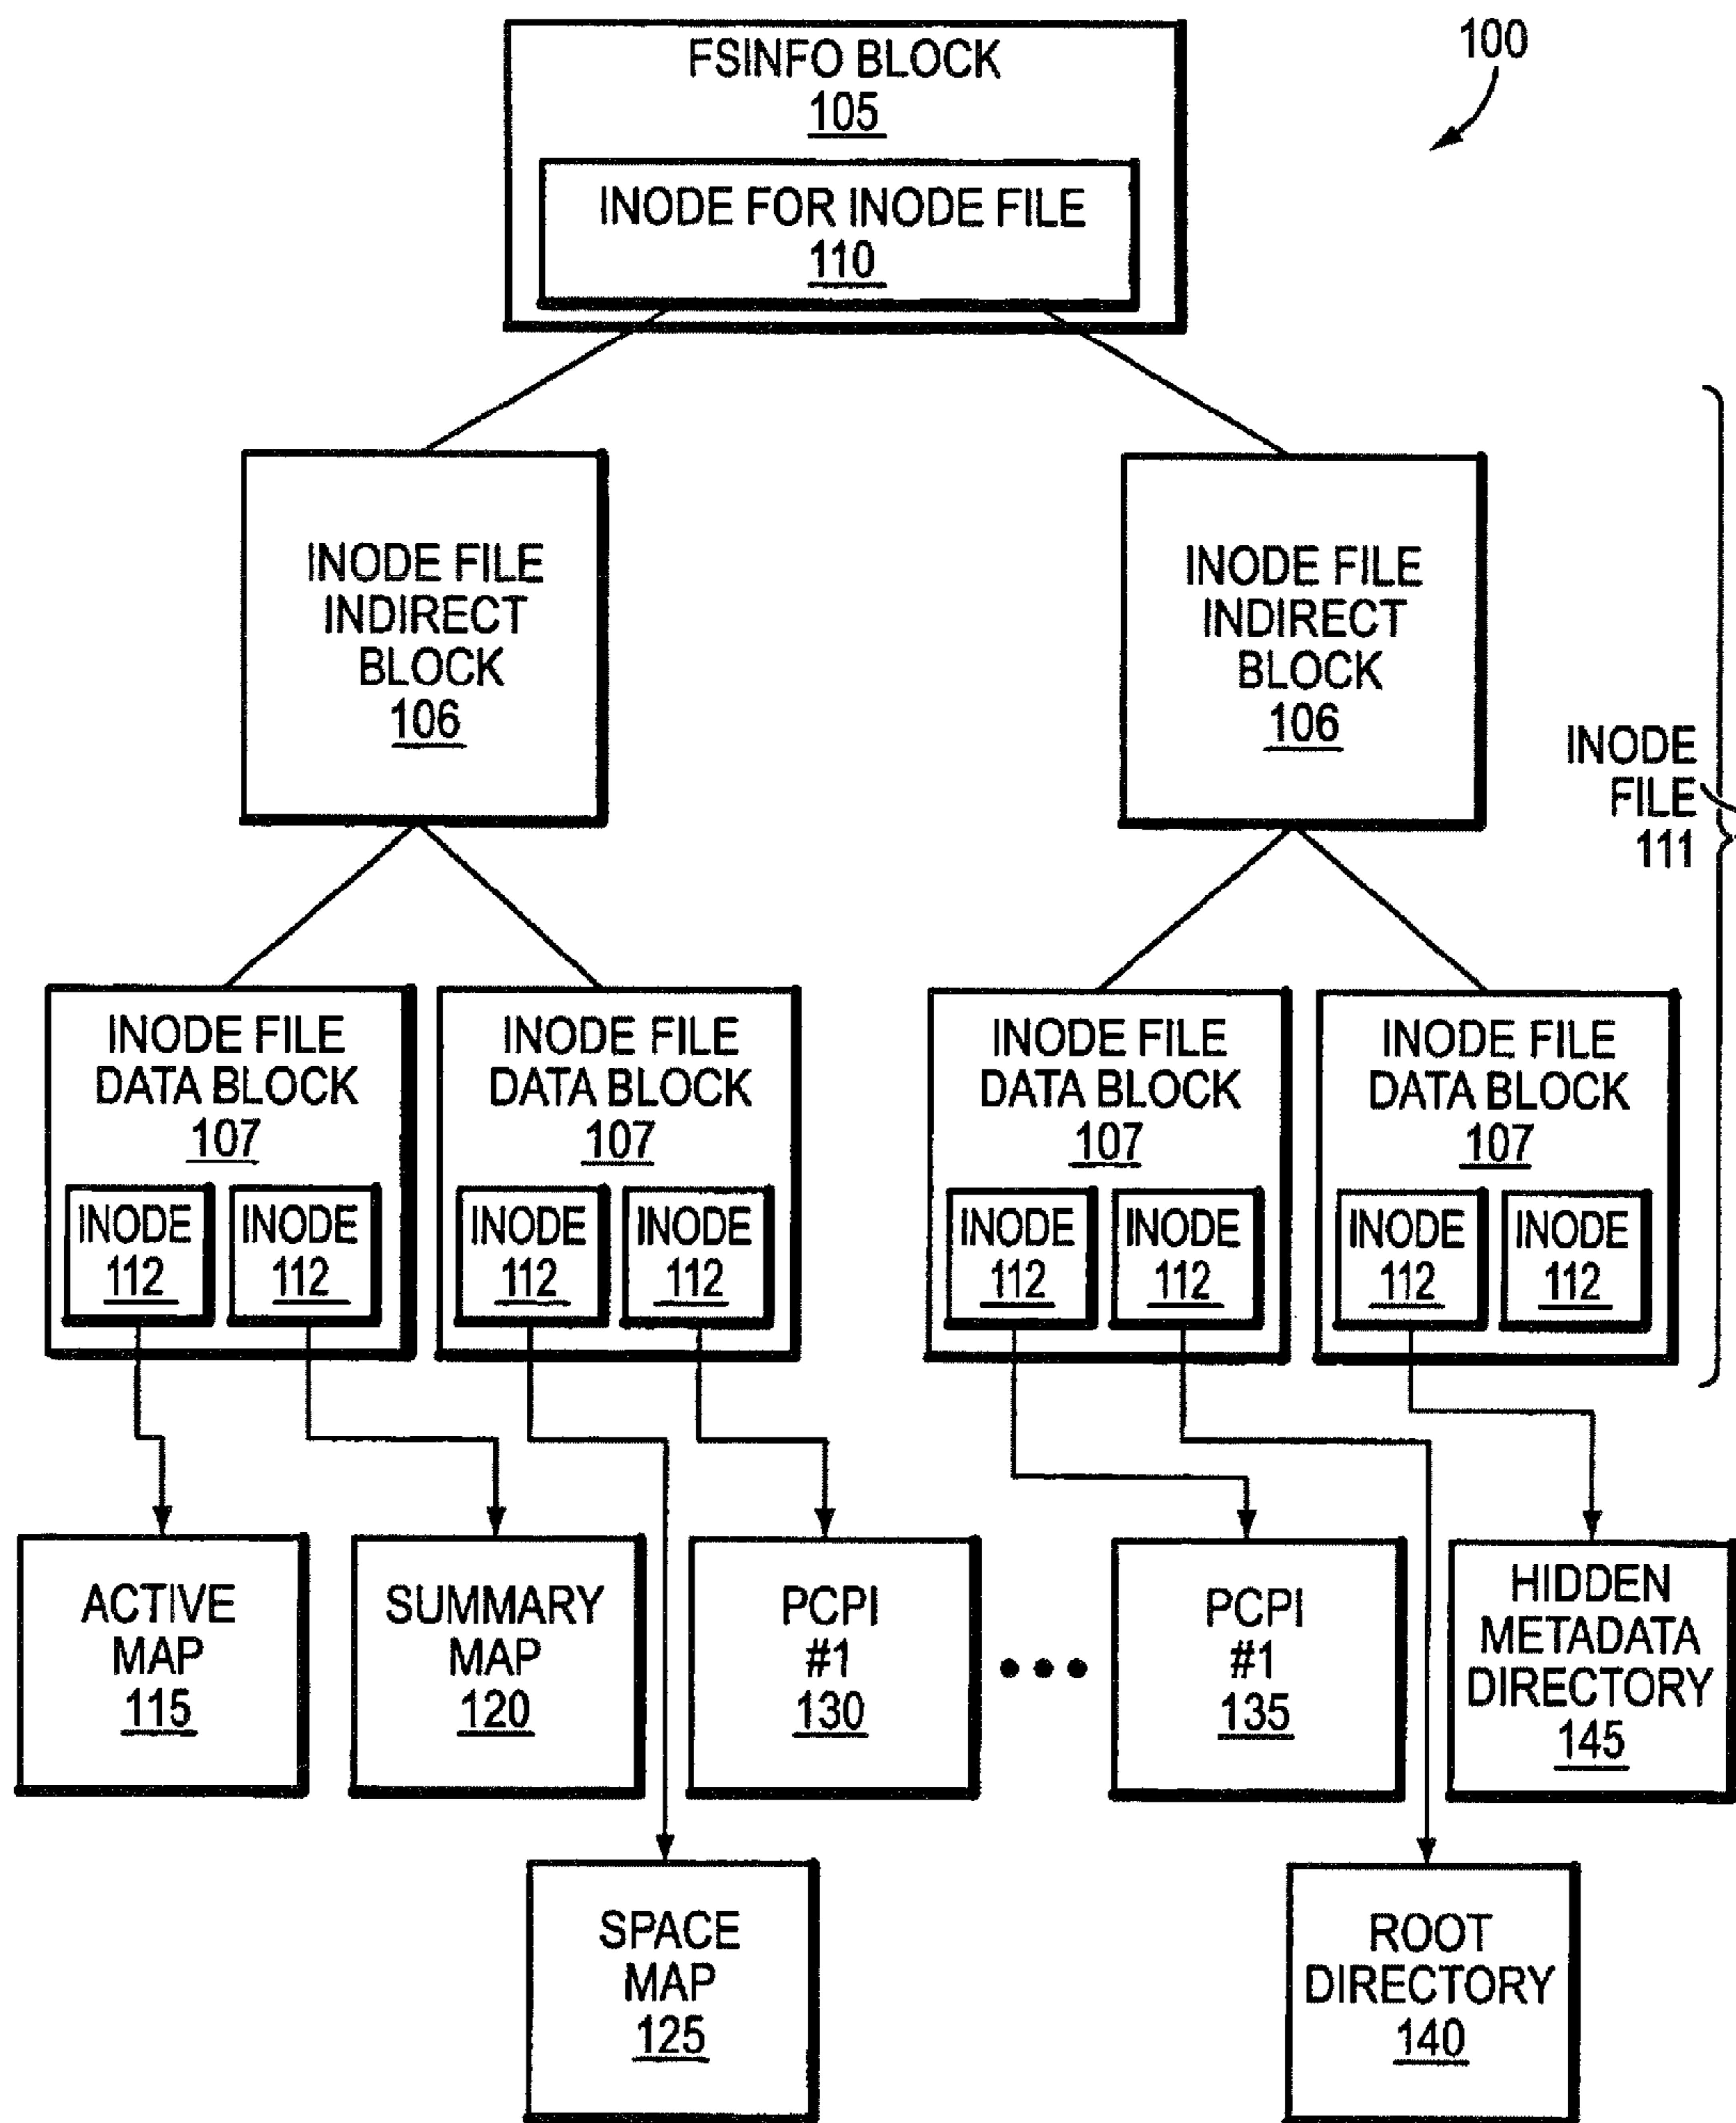 FSINFO BLOCK
105
100
INODE FOR INODE FILE
110
INODE FILE
INDIRECT
BLOCK
106
INODE FILE
INDIRECT
BLOCK
106
INODE
FILE
111
INODE FILE
DATA BLOCK
107
INODE
112
INODE
112
INODE FILE
DATA BLOCK
107
INODE
112
INODE
112
INODE FILE
DATA BLOCK
107
INODE
112
INODE
112
INODE FILE
DATA BLOCK
107
INODE
112
INODE
112
ACTIVE
MAP
115
SUMMARY
MAP
120
PCPI
#1
130
PCPI
#1
135
HIDDEN
METADATA
DIRECTORY
145
SPACE
MAP
125
ROOT
DIRECTORY
140